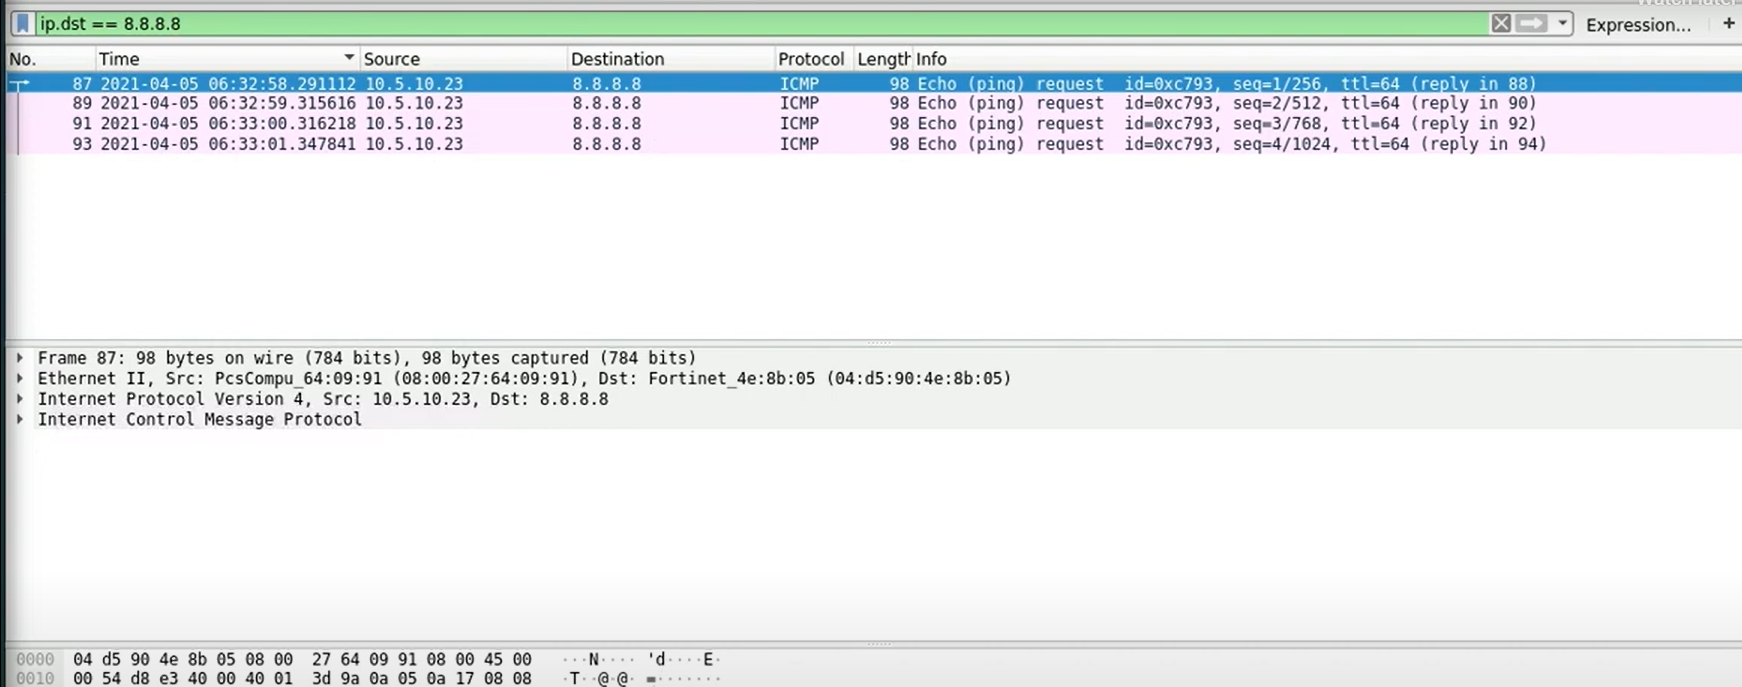 ip.dst == 8.8.8.8 Expression... +
No. Time Source Destination Protocol Length Info
87 2021-04-05 06:32:58.291112 10.5.10.23 8.8.8.8 ICMP 98 Echo (ping) request id=0xc793, seq=1/256, ttl=64 (reply in 88)
89 2021-04-05 06:32:59.315616 10.5.10.23 8.8.8.8 ICMP 98 Echo (ping) request id=0xc793, seq=2/512, ttl=64 (reply in 90)
91 2021-04-05 06:33:00.316218 10.5.10.23 8.8.8.8 ICMP 98 Echo (ping) request id=0xc793, seq=3/768, ttl=64 (reply in 92)
93 2021-04-05 06:33:01.347841 10.5.10.23 8.8.8.8 ICMP 98 Echo (ping) request id=0xc793, seq=4/1024, ttl=64 (reply in 94)
Frame 87: 98 bytes on wire (784 bits), 98 bytes captured (784 bits)
Ethernet II, Src: PcsCompu_64:09:91 (08:00:27:64:09:91), Dst: Fortinet_4e:8b:05 (04:d5:90:4e:8b:05)
Internet Protocol Version 4, Src: 10.5.10.23, Dst: 8.8.8.8
Internet Control Message Protocol
0000 04 d5 90 4e 8b 05 08 00 27 64 09 91 08 00 45 00 ···N···· 'd····E·
0010 00 54 d8 e3 40 00 40 01 3d 9a 0a 05 0a 17 08 08 ·T··@·@· =·······